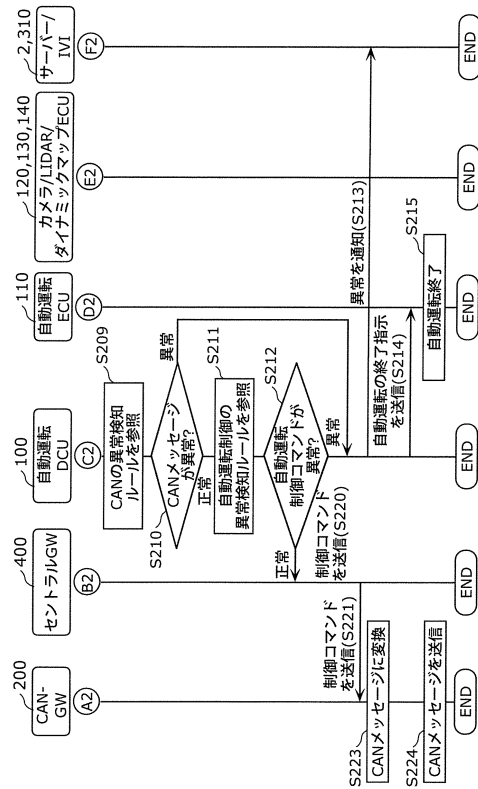 200
CAN-
GW
A2
400
セントラルGW
B2
100
自動運転
DCU
C2
110
自動運転
ECU
D2
120,130,140
カメラ/LIDAR/
ダイナミックマップECU
E2
2,310
サーバー/
IVI
F2
S209
CANの異常検知
ルールを参照
S210
CANメッセージ
が異常?
異常
正常
S211
自動運転制御の
異常検知ルールを参照
S212
自動運転
制御コマンドが
異常?
正常
異常
制御コマンド
を送信(S220)
異常を通知(S213)
制御コマンド
を送信(S221)
自動運転の終了指示
を送信(S214)
S223
CANメッセージに変換
S215
自動運転終了
S224
CANメッセージを送信
END
END
END
END
END
END